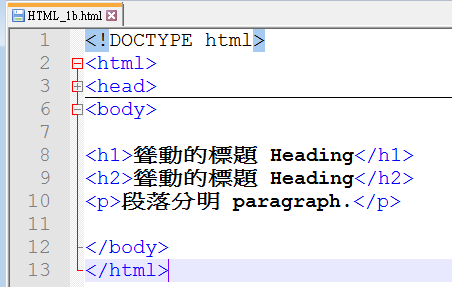 HTML_1b.html
1 <!DOCTYPE html>
2 <html>
3 <head>
6 <body>
7
8 <h1>聳動的標題 Heading</h1>
9 <h2>聳動的標題 Heading</h2>
10 <p>段落分明 paragraph.</p>
11
12 </body>
13 </html>